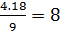 4.18/9 = 8